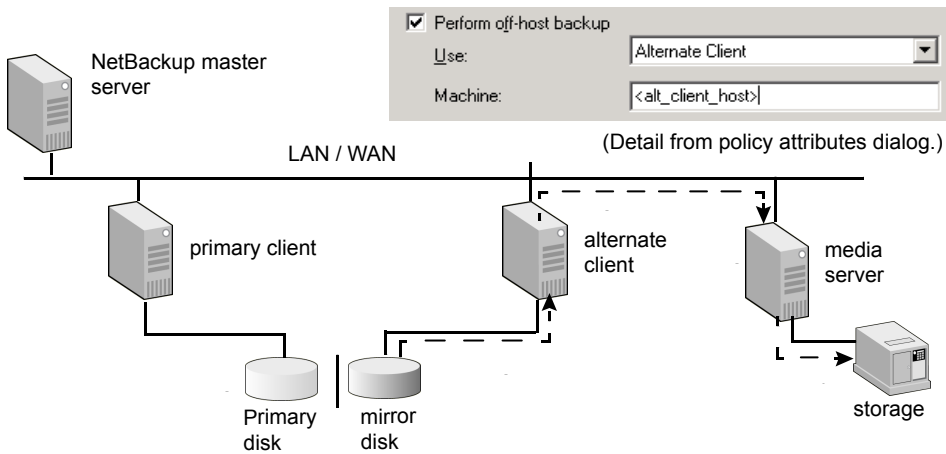 Perform off-host backup
Use:
Alternate Client
Machine:
<alt_client_host>
(Detail from policy attributes dialog.)
NetBackup master
server
LAN / WAN
primary client
alternate
client
media
server
Primary
disk
mirror
disk
storage